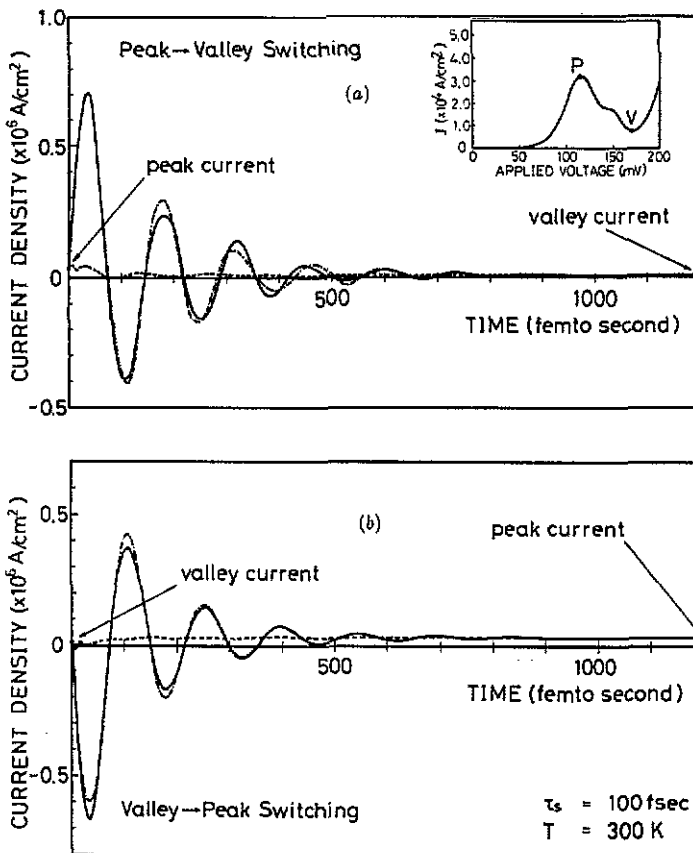 1.0
Peak→Valley Switching
(a)
J (x10⁴ A/cm²)
5.0
4.0
3.0
2.0
1.0
0
P
V
0 50 100 150 200
APPLIED VOLTAGE (mV)
CURRENT DENSITY (x10⁶ A/cm²)
0.5
peak current
valley current
0
500 1000
TIME (femto second)
-0.5
CURRENT DENSITY (x10⁶ A/cm²)
0.5
(b)
peak current
valley current
0
500 1000
TIME (femto second)
-0.5
Valley→Peak Switching
τs = 100 fsec
T = 300 K